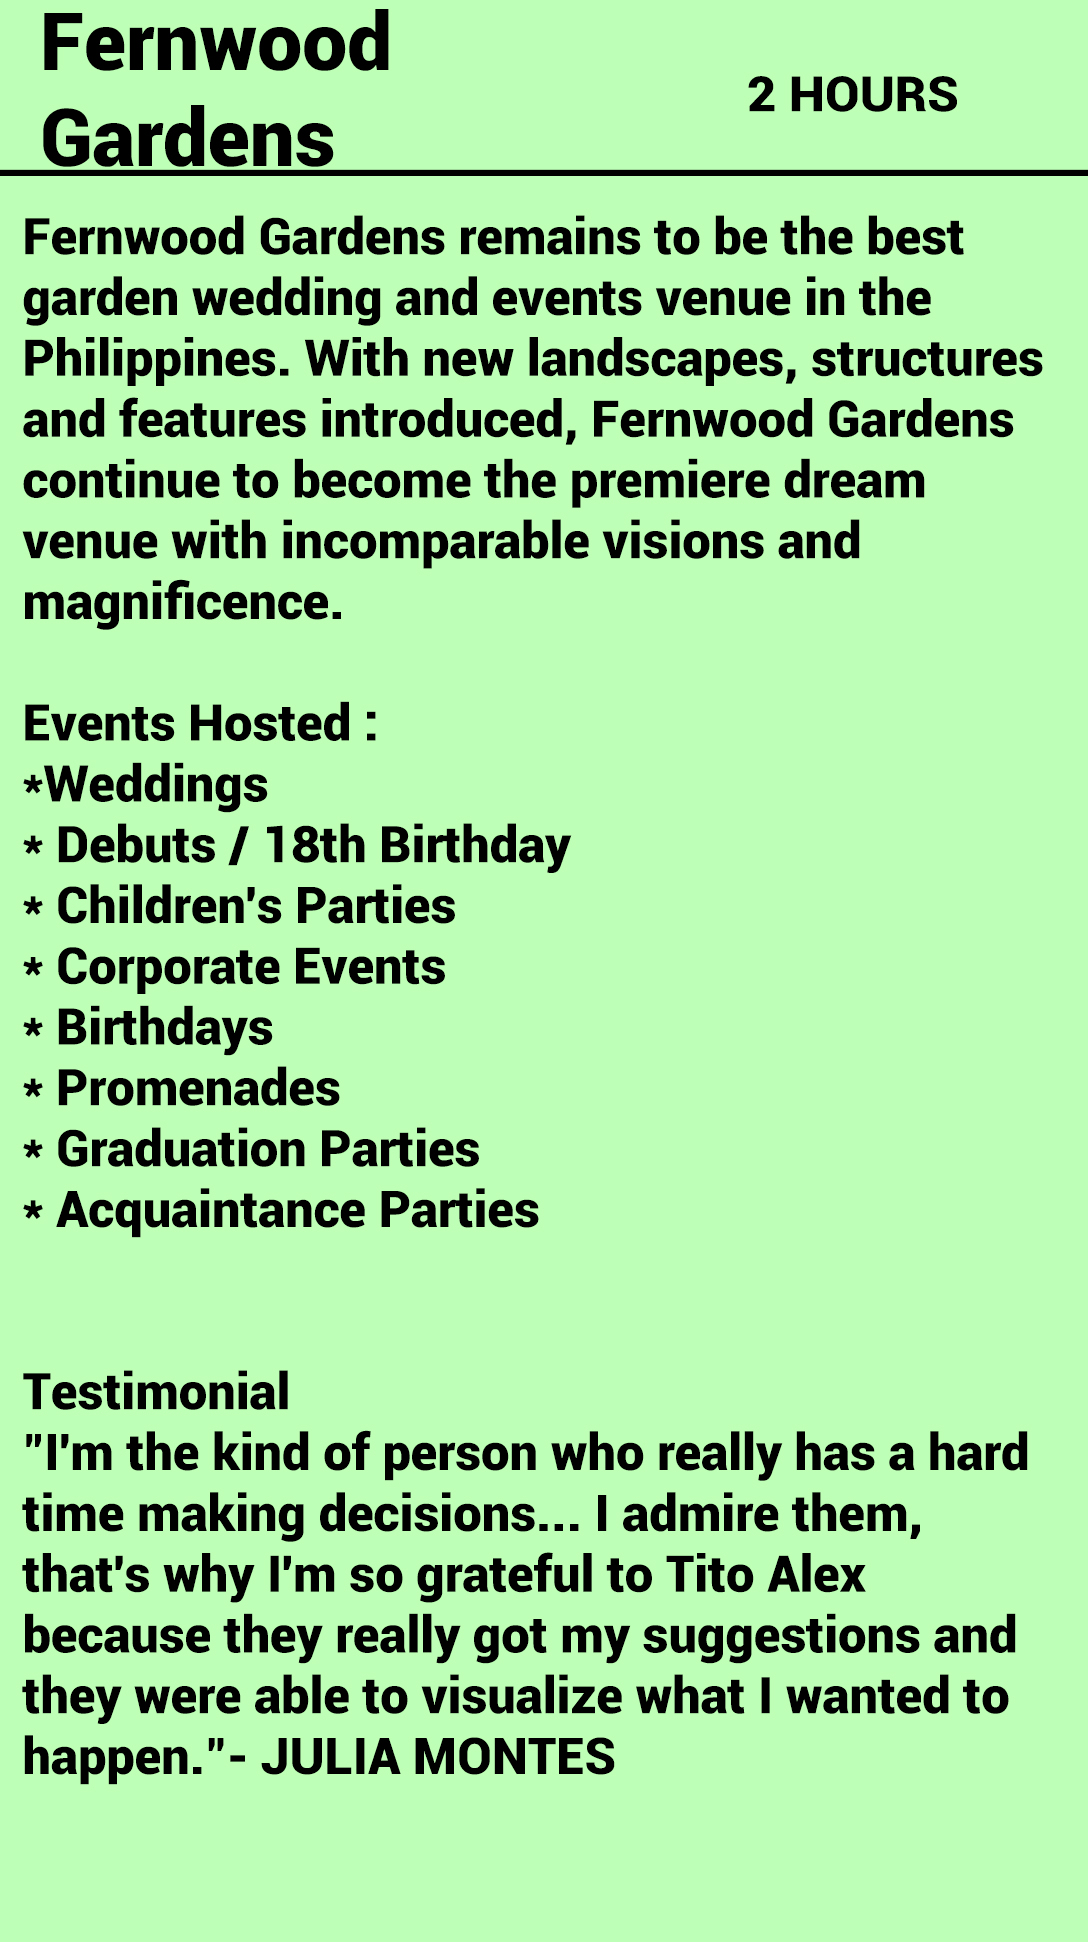 Fernwood
Gardens
2 HOURS
Fernwood Gardens remains to be the best
garden wedding and events venue in the
Philippines. With new landscapes, structures
and features introduced, Fernwood Gardens
continue to become the premiere dream
venue with incomparable visions and
magnificence.
Events Hosted :
*Weddings
* Debuts / 18th Birthday
* Children's Parties
* Corporate Events
* Birthdays
* Promenades
* Graduation Parties
* Acquaintance Parties
Testimonial
"I'm the kind of person who really has a hard
time making decisions... I admire them,
that's why I'm so grateful to Tito Alex
because they really got my suggestions and
they were able to visualize what I wanted to
happen."- JULIA MONTES